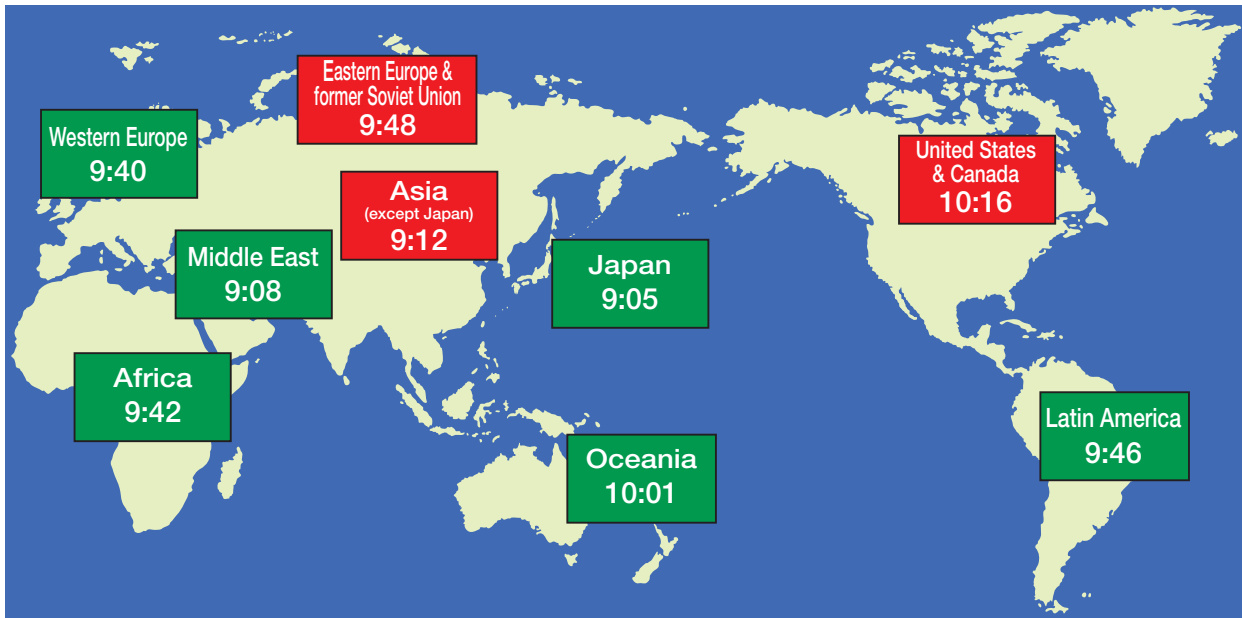 Eastern Europe &
former Soviet Union
9:48
Western Europe
9:40
United States
& Canada
10:16
Asia
(except Japan)
9:12
Middle East
9:08
Japan
9:05
Africa
9:42
Latin America
9:46
Oceania
10:01